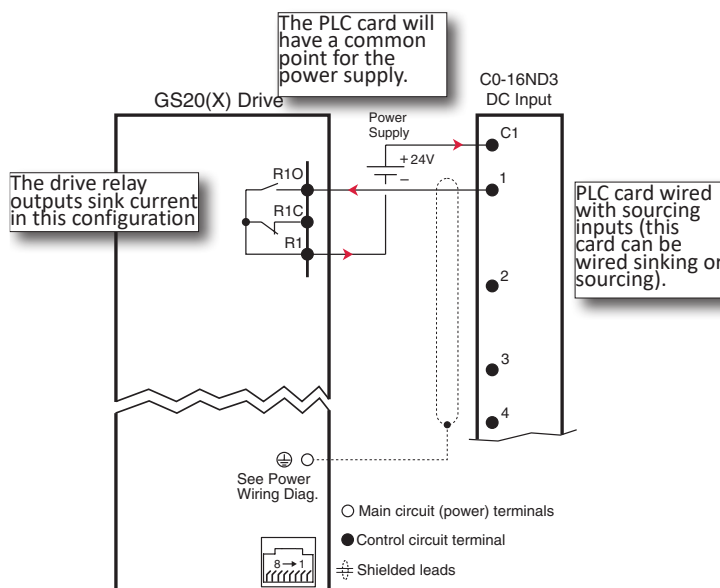 The PLC card will
have a common
point for the
power supply.
C0-16ND3
DC Input
GS20(X) Drive
Power
Supply
C1
+24V
–
The drive relay
outputs sink current
in this configuration
R1O
1
R1C
R1
PLC card wired
with sourcing
inputs (this
card can be
wired sinking or
sourcing).
2
3
4
See Power
Wiring Diag.
Main circuit (power) terminals
Control circuit terminal
8→1
Shielded leads